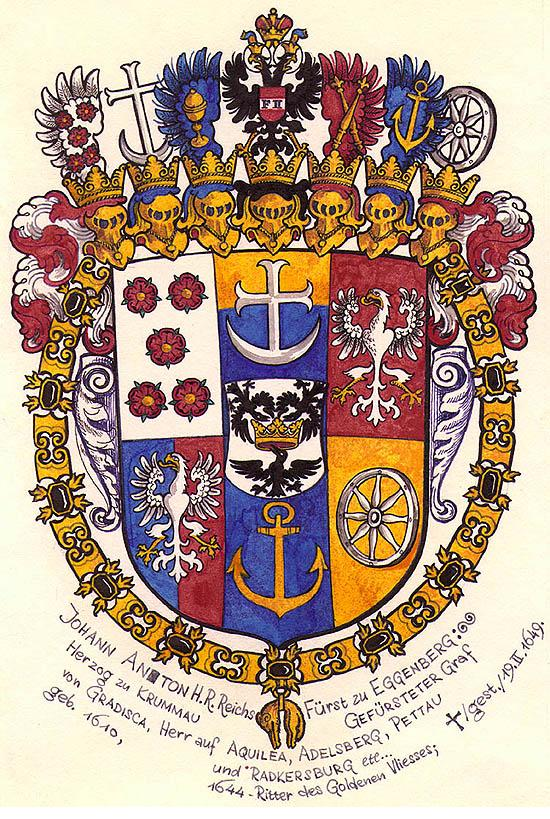 F II
JOHANN ANTTON H.R. Reichs Fürst zu EGGENBERG:
Herzog zu KRUMMAU GEFÜRSTETER Graf
von GRADISCA, Herr auf AQUILEA, ADELSBERG, PETTAU
geb. 1610, und RADKERSBURG etc...
1644 - Ritter des Goldenen Vliesses;
+/gest./19.II. 1649.